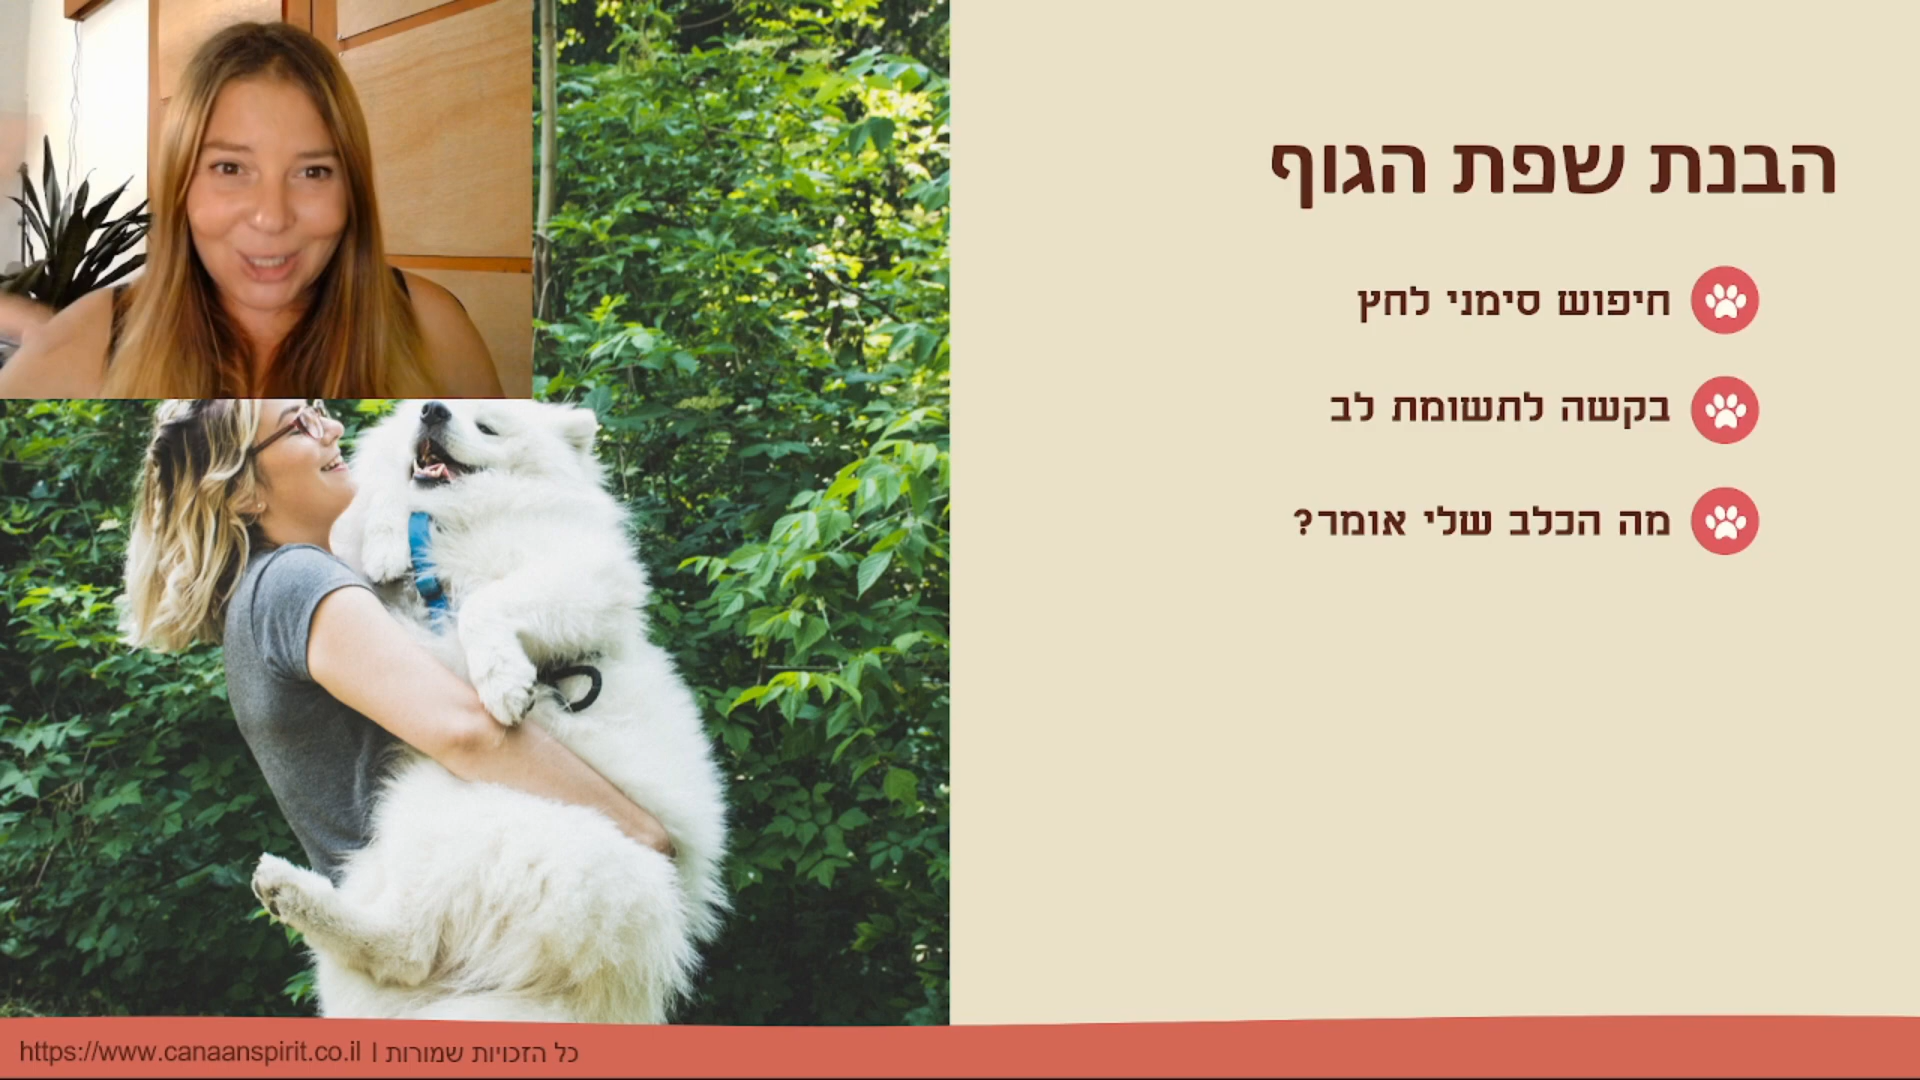 הבנת שפת הגוף
חיפוש סימני לחץ
בקשה לתשומת לב
מה הכלב שלי אומר?
https://www.canaanspirit.co.il | כל הזכויות שמורות